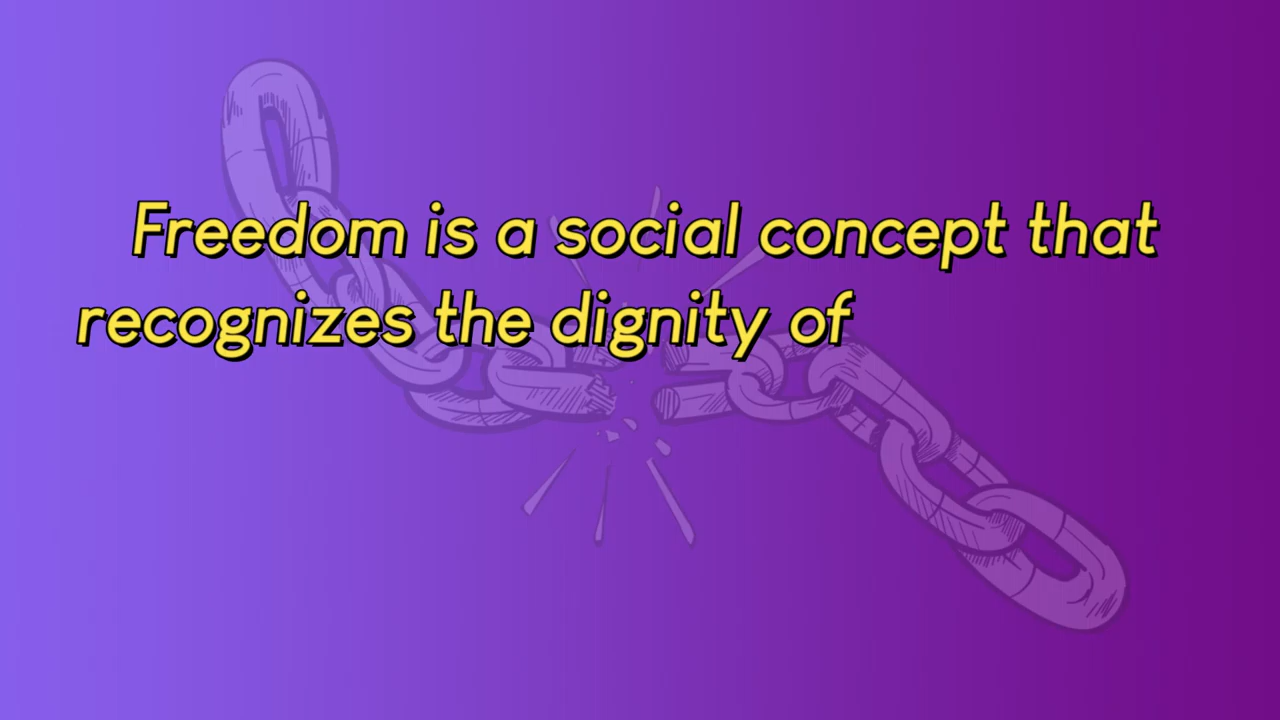 Freedom is a social concept that
recognizes the dignity of